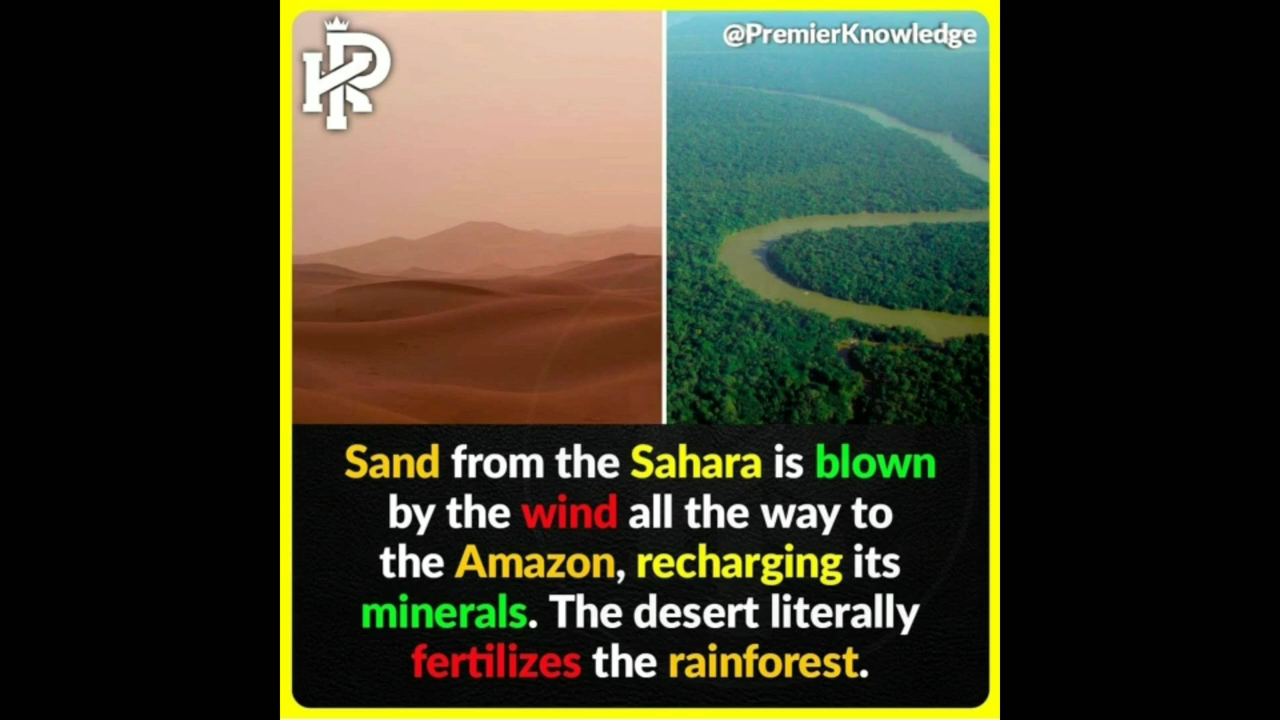 @PremierKnowledge
Sand from the Sahara is blown
by the wind all the way to
the Amazon, recharging its
minerals. The desert literally
fertilizes the rainforest.